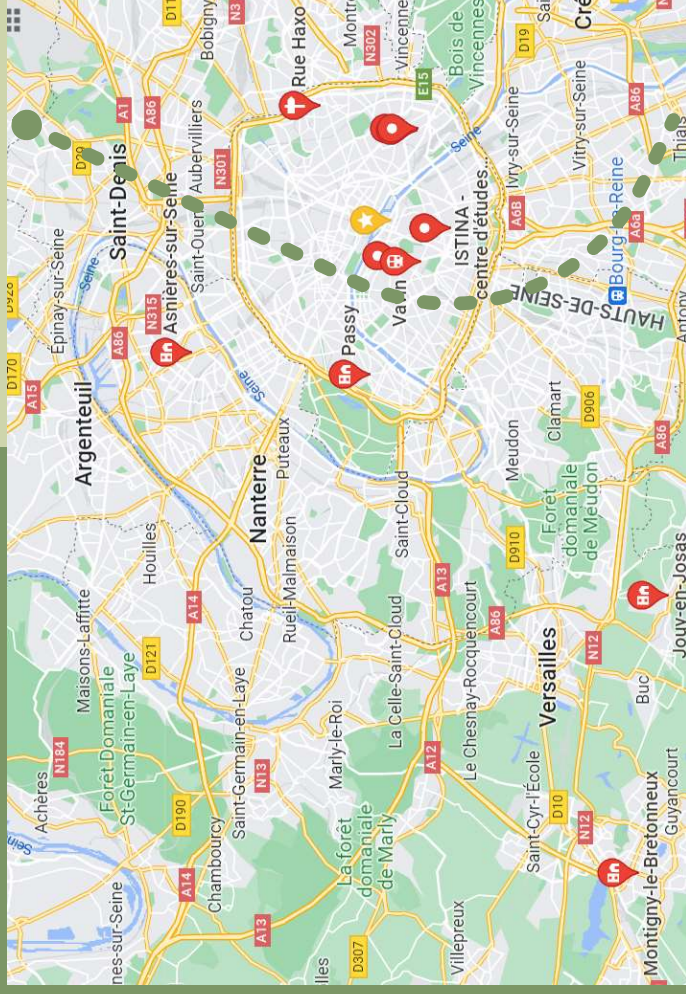 Achères
N184
Maisons-Laffitte
Forêt Domaniale
St-Germain-en-Laye
D121
Houilles
Argenteuil
D170
A15
Épinay-sur-Seine
Seine
A86
N315
Asnières-sur-Seine
Saint-Denis
D29
A1
A86
Saint-Ouen
Aubervilliers
N301
Bobigny
N3
Rue Haxo
N302
Vincennes
E15
Bois de
Vincennes
D19
A14
D190
Chambourcy
A14
Saint-Germain-en-Laye
N13
Chatou
Rueil-Malmaison
Nanterre
Puteaux
Seine
Passy
Vavin
Seine
ISTINA -
centre d'études...
Ivry-sur-Seine
A6B
Vitry-sur-Seine
A86
Thiais
A13
La forêt
domaniale
de Marly
Marly-le-Roi
La Celle-Saint-Cloud
Saint-Cloud
A13
A12
Le Chesnay-Rocquencourt
A86
D910
Meudon
Clamart
Forêt
domaniale
de Meudon
D906
HAUTS-DE-SEINE
Bourg-la-Reine
A6a
Antony
A86
D307
Villepreux
Saint-Cyr-l'École
D10
Versailles
N12
N12
Buc
Jouy-en-Josas
Montigny-le-Bretonneux
Guyancourt